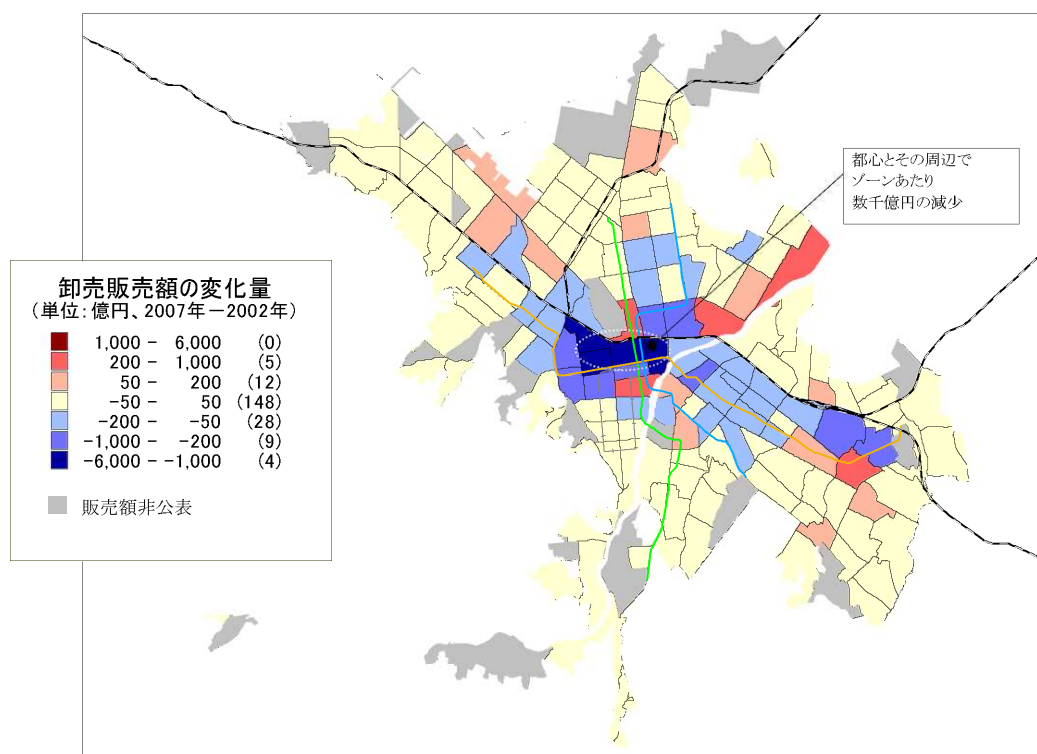 都心とその周辺で
ゾーンあたり
数千億円の減少
卸売販売額の変化量
(単位:億円、2007年－2002年)
1,000 - 6,000 (0)
200 - 1,000 (5)
50 - 200 (12)
-50 - 50 (148)
-200 - -50 (28)
-1,000 - -200 (9)
-6,000 - -1,000 (4)
販売額非公表